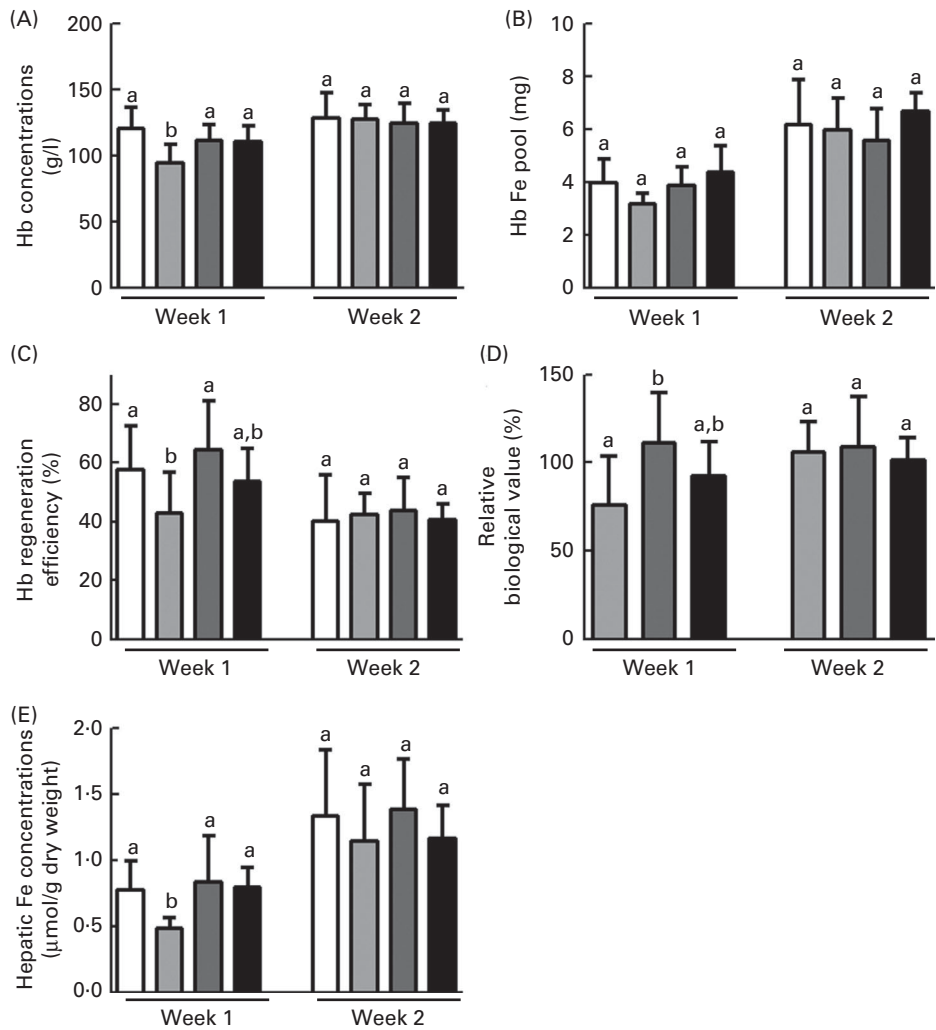 (A)
200
150
100
50
0
Hb concentrations
(g/l)
a
b
a
a
a
a
a
a
Week 1
Week 2
(B)
10
8
6
4
2
0
Hb Fe pool (mg)
a
a
a
a
a
a
a
a
Week 1
Week 2
(C)
80
60
40
20
0
Hb regeneration
efficiency (%)
a
b
a
a,b
a
a
a
a
Week 1
Week 2
(D)
150
100
50
0
Relative
biological value (%)
a
b
a,b
a
a
a
Week 1
Week 2
(E)
2·0
1·5
1·0
0·5
0·0
Hepatic Fe concentrations
(μmol/g dry weight)
a
b
a
a
a
a
a
a
Week 1
Week 2